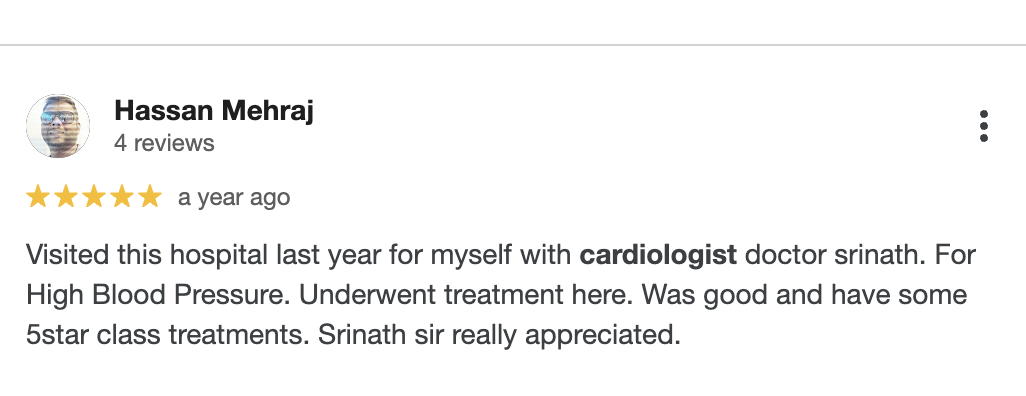 Hassan Mehraj
4 reviews
a year ago
Visited this hospital last year for myself with cardiologist doctor srinath. For
High Blood Pressure. Underwent treatment here. Was good and have some
5star class treatments. Srinath sir really appreciated.